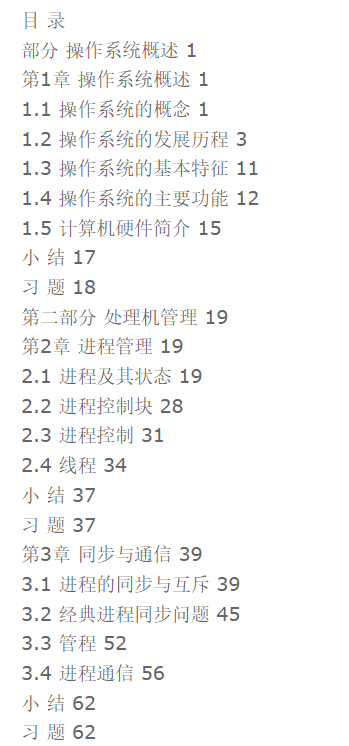 目 录
部分 操作系统概述 1
第1章 操作系统概述 1
1.1 操作系统的概念 1
1.2 操作系统的发展历程 3
1.3 操作系统的基本特征 11
1.4 操作系统的主要功能 12
1.5 计算机硬件简介 15
小 结 17
习 题 18
第二部分 处理机管理 19
第2章 进程管理 19
2.1 进程及其状态 19
2.2 进程控制块 28
2.3 进程控制 31
2.4 线程 34
小 结 37
习 题 37
第3章 同步与通信 39
3.1 进程的同步与互斥 39
3.2 经典进程同步问题 45
3.3 管程 52
3.4 进程通信 56
小 结 62
习 题 62